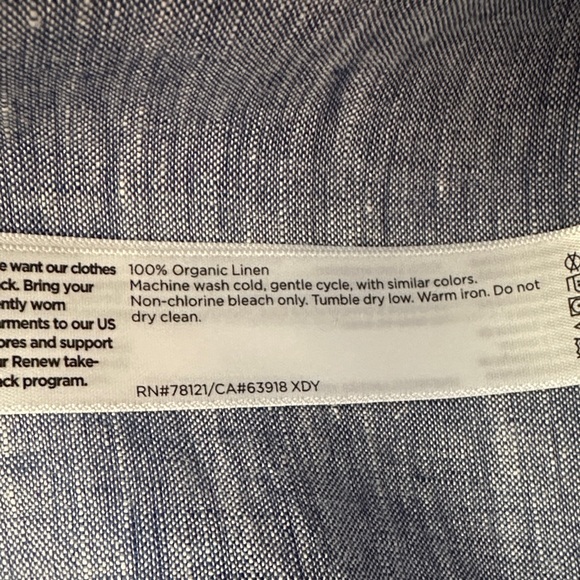 e want our clothes
ck. Bring your
ntly worn
rments to our US
ores and support
r Renew take-
ck program.
100% Organic Linen
Machine wash cold, gentle cycle, with similar colors.
Non-chlorine bleach only. Tumble dry low. Warm iron. Do not
dry clean.
RN#78121/CA#63918 XDY